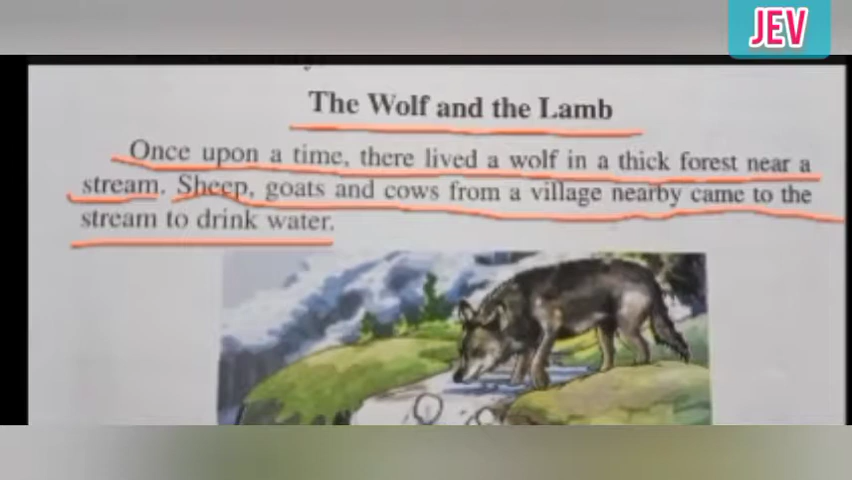 JEV
The Wolf and the Lamb
Once upon a time, there lived a wolf in a thick forest near a
stream. Sheep, goats and cows from a village nearby came to the
stream to drink water.